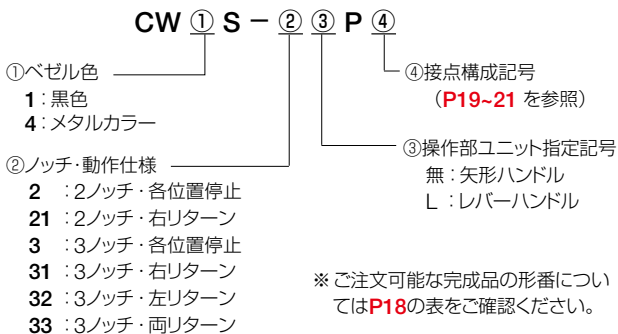 CW ① S － ② ③ P ④
①ベゼル色
1：黒色
4：メタルカラー
②ノッチ・動作仕様
2 ：2ノッチ・各位置停止
21 ：2ノッチ・右リターン
3 ：3ノッチ・各位置停止
31 ：3ノッチ・右リターン
32 ：3ノッチ・左リターン
33 ：3ノッチ・両リターン
④接点構成記号
（P19~21 を参照）
③操作部ユニット指定記号
無：矢形ハンドル
L ：レバーハンドル
※ご注文可能な完成品の形番につい
てはP18の表をご確認ください。